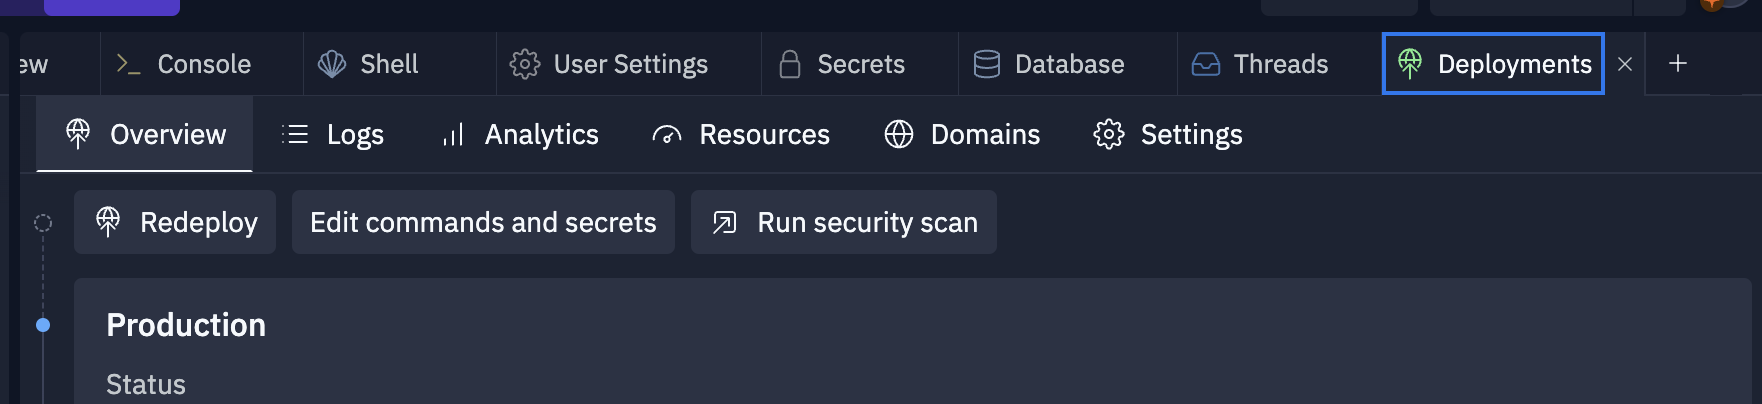 ew Console Shell User Settings Secrets Database Threads Deployments
Overview Logs Analytics Resources Domains Settings
Redeploy Edit commands and secrets Run security scan
Production
Status